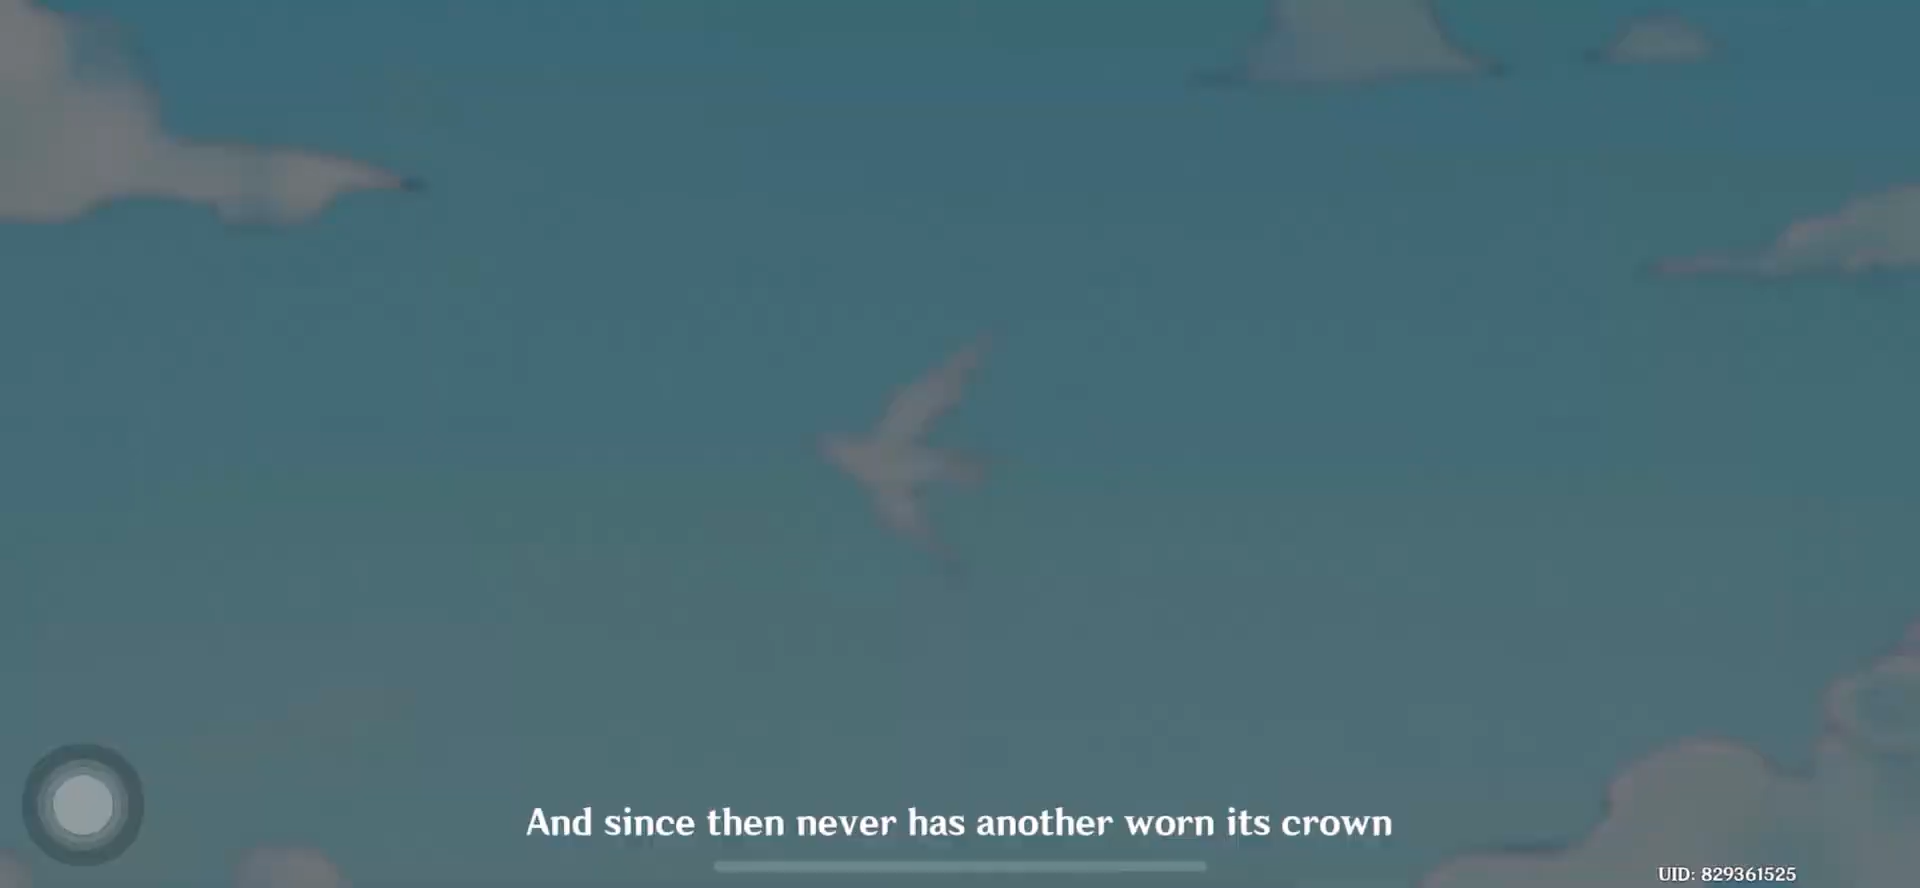 And since then never has another worn its crown
UID: 829361525